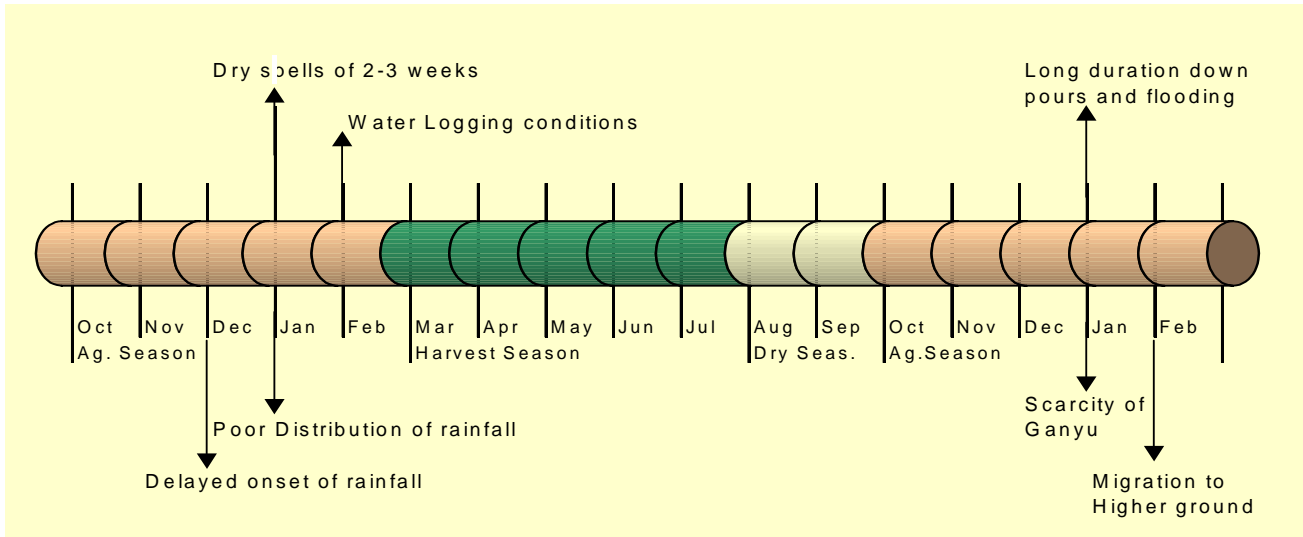 Dry spells of 2-3 weeks
Long duration down
pours and flooding
Water Logging conditions
Oct Nov Dec Jan Feb Mar Apr May Jun Jul Aug Sep Oct Nov Dec Jan Feb
Ag. Season Harvest Season Dry Seas. Ag.Season
Scarcity of
Ganyu
Poor Distribution of rainfall
Delayed onset of rainfall
Migration to
Higher ground